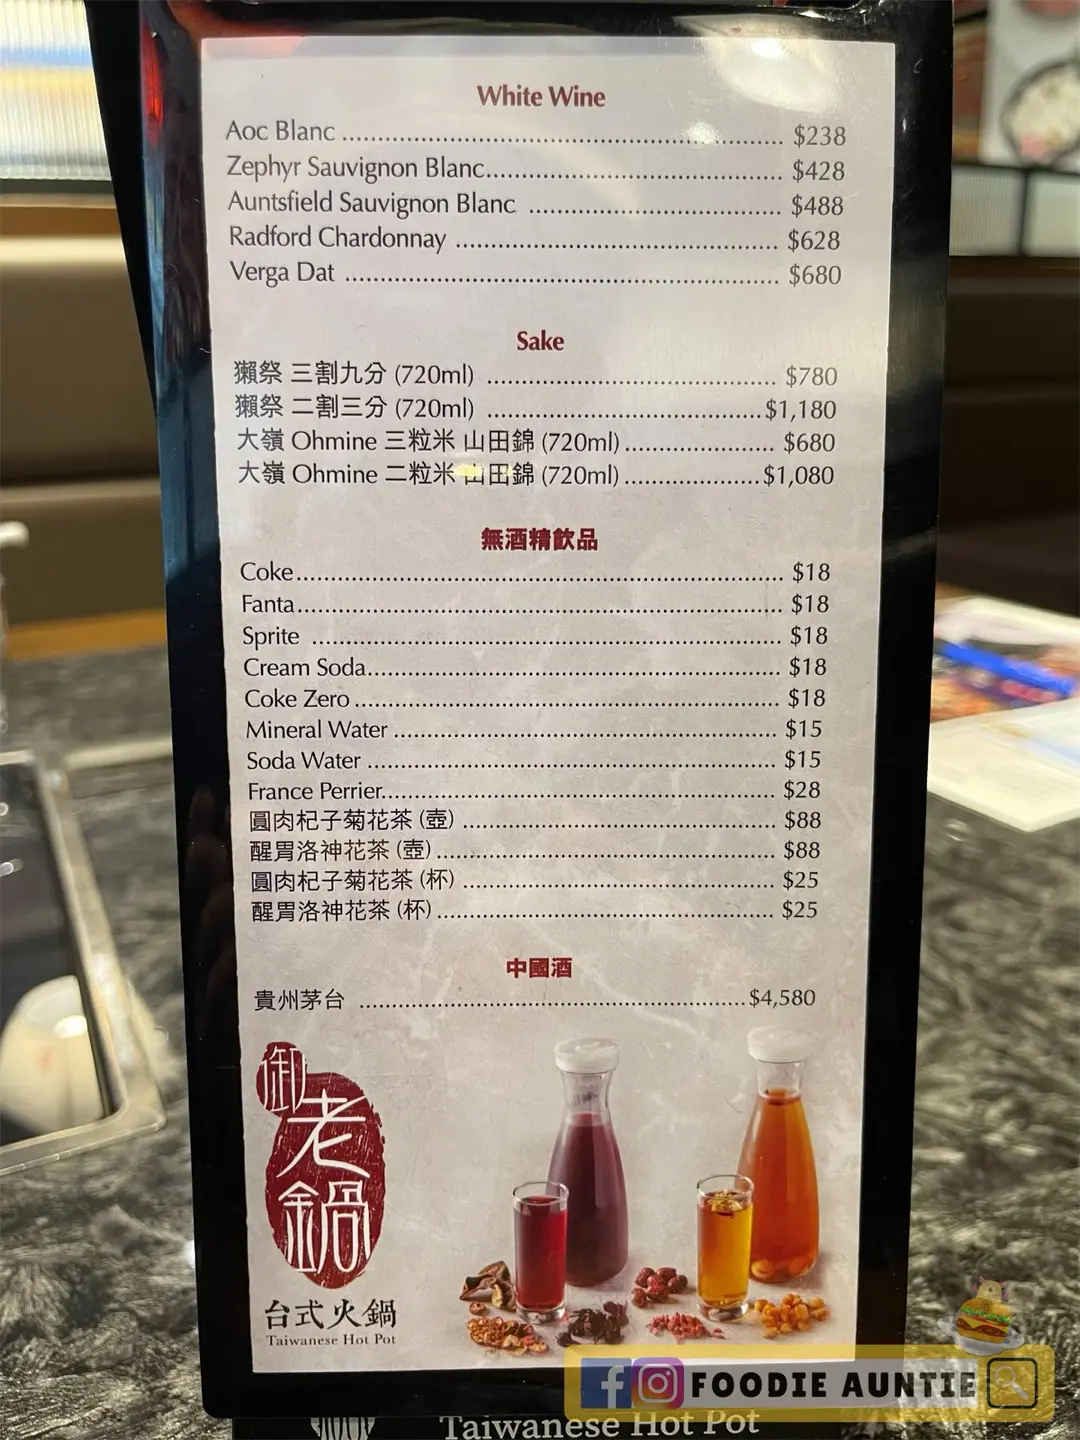 White Wine
Aoc Blanc ........ $238
Zephyr Sauvignon Blanc........ $428
Auntsfield Sauvignon Blanc ........ $488
Radford Chardonnay ........ $628
Verga Dat ........ $680
Sake
獺祭 三割九分 (720ml) ........ $780
獺祭 二割三分 (720ml) ........ $1,180
大嶺 Ohmine 三粒米 山田錦 (720ml) ........ $680
大嶺 Ohmine 二粒米 山田錦 (720ml) ........ $1,080
無酒精飲品
Coke ........ $18
Fanta ........ $18
Sprite ........ $18
Cream Soda ........ $18
Coke Zero ........ $18
Mineral Water ........ $15
Soda Water ........ $15
France Perrier ........ $28
圓肉杞子菊花茶 (壺) ........ $88
醒胃洛神花茶 (壺) ........ $88
圓肉杞子菊花茶 (杯) ........ $25
醒胃洛神花茶 (杯) ........ $25
中國酒
貴州茅台 ........ $4,580
御老鍋
台式火鍋
Taiwanese Hot Pot
FOODIE AUNTIE
Taiwanese Hot Pot